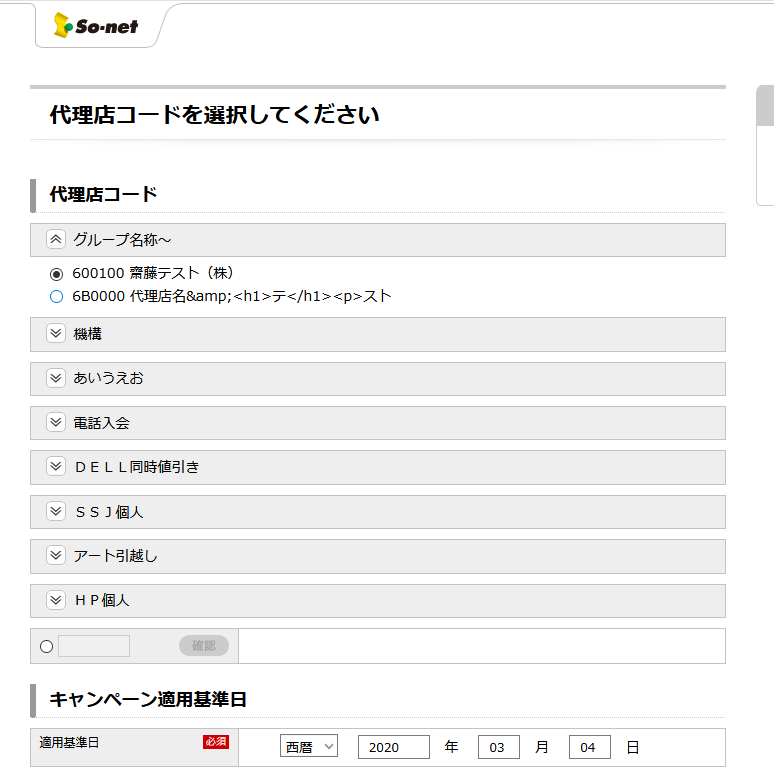 So-net
代理店コードを選択してください
代理店コード
グループ名称～
600100 齋藤テスト（株）
6B0000 代理店名&amp;amp;<h1>テ</h1><p>スト
機構
あいうえお
電話入会
ＤＥＬＬ同時値引き
ＳＳＪ個人
アート引越し
ＨＰ個人
確認
キャンペーン適用基準日
適用基準日 必須 西暦 2020 年 03 月 04 日